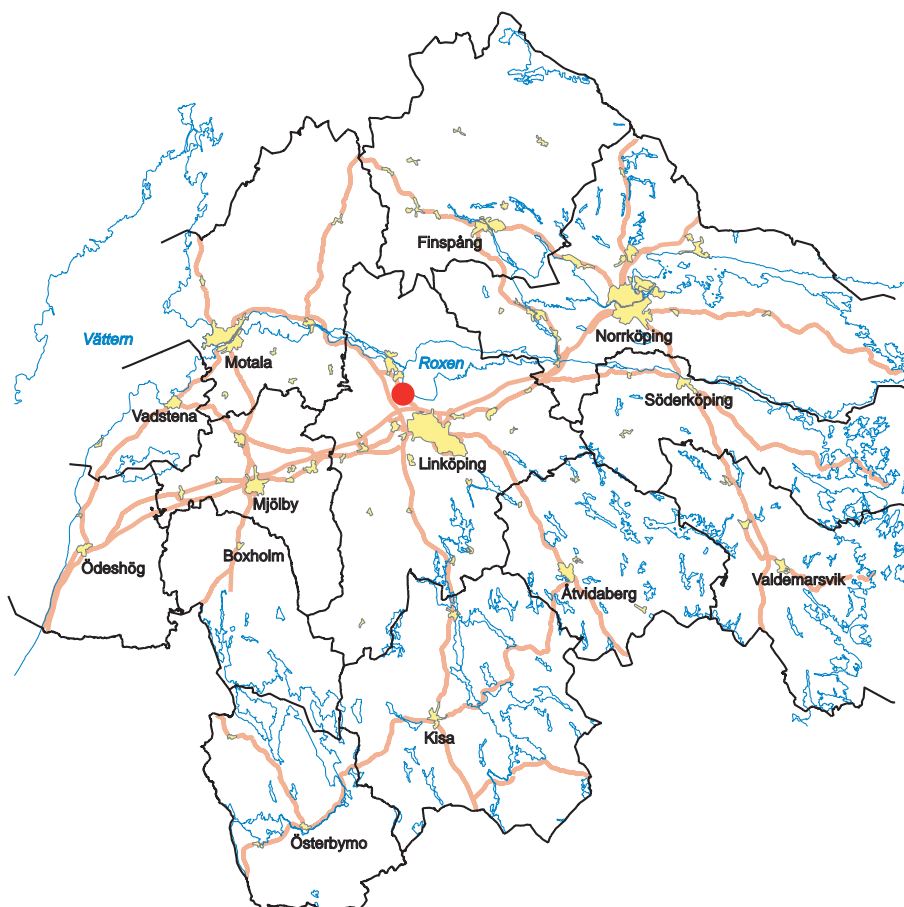 Finspång
Vättern
Norrköping
Motala
Roxen
Söderköping
Vadstena
Linköping
Mjölby
Boxholm
Ödeshög
Valdemarsvik
Åtvidaberg
Kisa
Österbymo